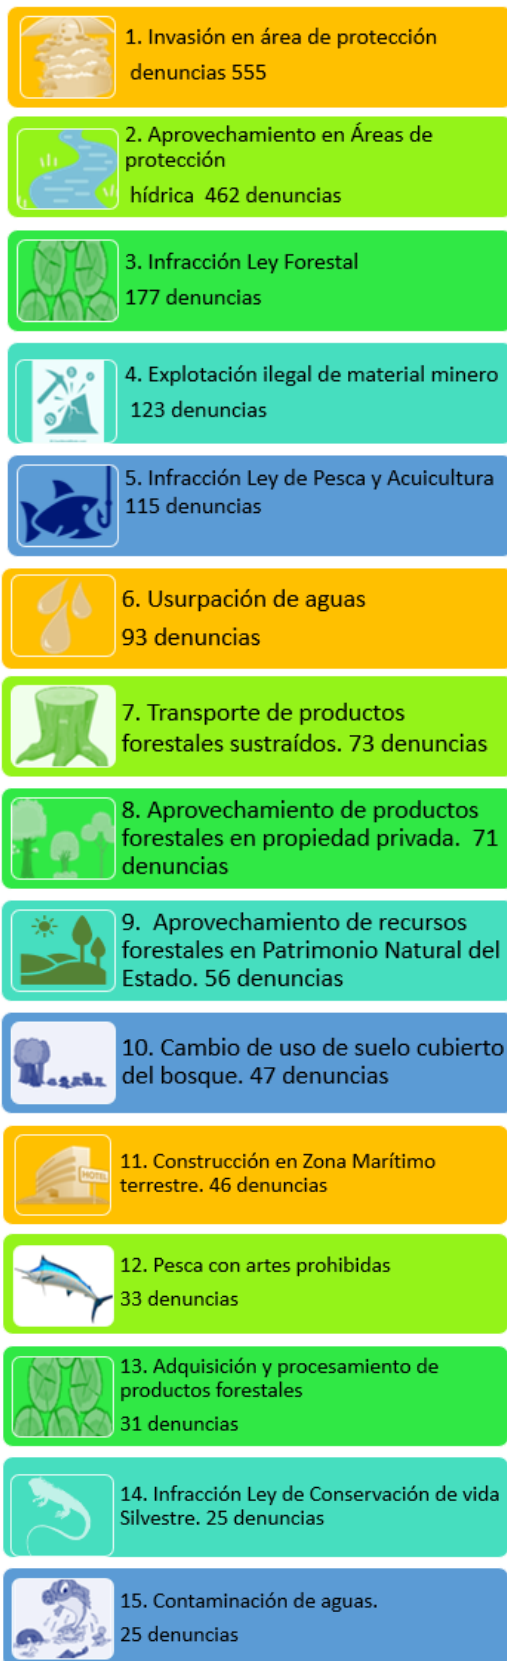 1. Invasión en área de protección
denuncias 555
2. Aprovechamiento en Áreas de
protección
hídrica 462 denuncias
3. Infracción Ley Forestal
177 denuncias
4. Explotación ilegal de material minero
123 denuncias
5. Infracción Ley de Pesca y Acuicultura
115 denuncias
6. Usurpación de aguas
93 denuncias
7. Transporte de productos
forestales sustraídos. 73 denuncias
8. Aprovechamiento de productos
forestales en propiedad privada. 71
denuncias
9. Aprovechamiento de recursos
forestales en Patrimonio Natural del
Estado. 56 denuncias
10. Cambio de uso de suelo cubierto
del bosque. 47 denuncias
HOTEL
11. Construcción en Zona Marítimo
terrestre. 46 denuncias
12. Pesca con artes prohibidas
33 denuncias
13. Adquisición y procesamiento de
productos forestales
31 denuncias
14. Infracción Ley de Conservación de vida
Silvestre. 25 denuncias
15. Contaminación de aguas.
25 denuncias